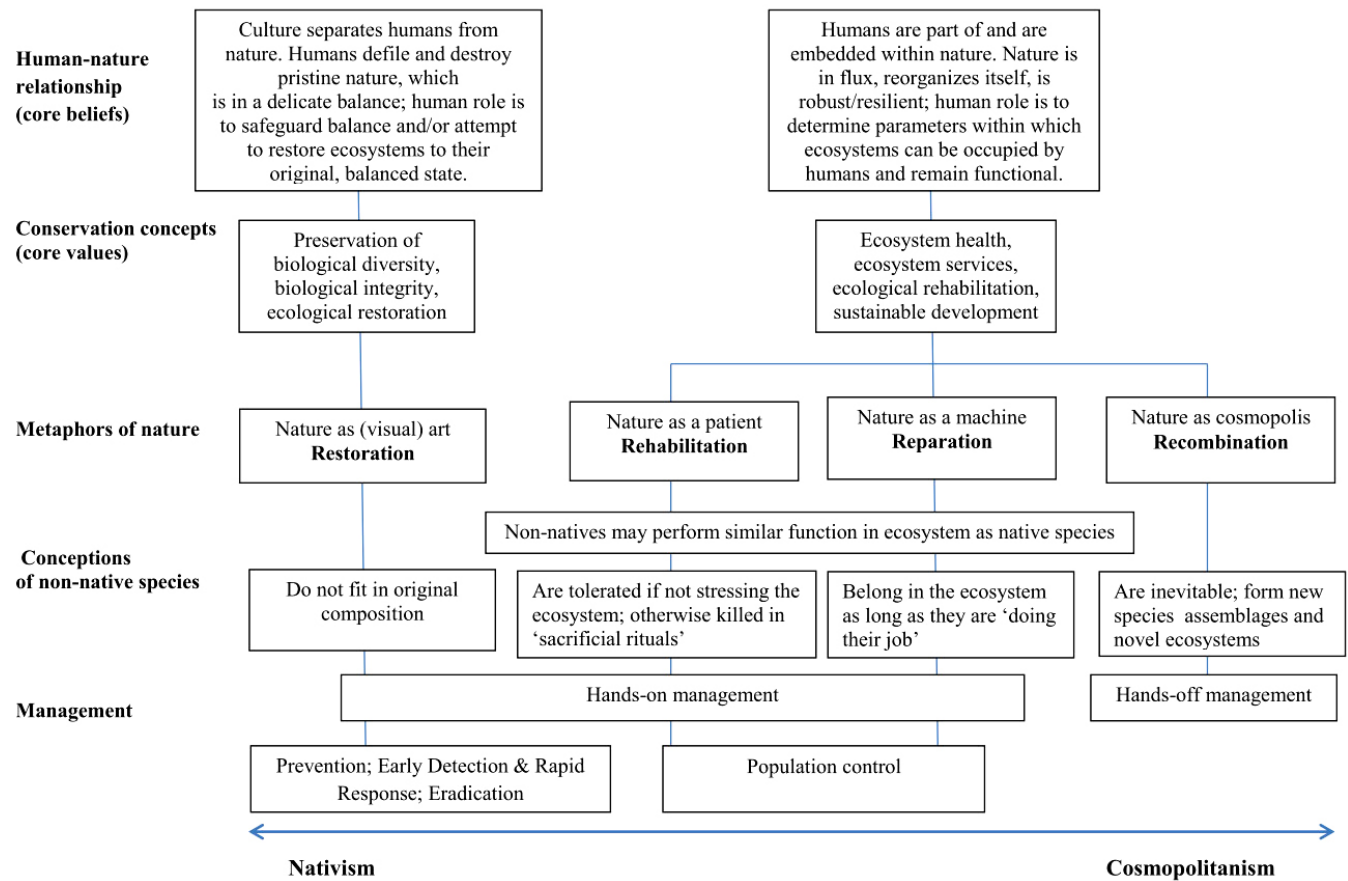 Human-nature
relationship
(core beliefs)
Culture separates humans from
nature. Humans defile and destroy
pristine nature, which
is in a delicate balance; human role is
to safeguard balance and/or attempt
to restore ecosystems to their
original, balanced state.
Humans are part of and are
embedded within nature. Nature is
in flux, reorganizes itself, is
robust/resilient; human role is to
determine parameters within which
ecosystems can be occupied by
humans and remain functional.
Conservation concepts
(core values)
Preservation of
biological diversity,
biological integrity,
ecological restoration
Ecosystem health,
ecosystem services,
ecological rehabilitation,
sustainable development
Metaphors of nature
Nature as (visual) art
Restoration
Nature as a patient
Rehabilitation
Nature as a machine
Reparation
Nature as cosmopolis
Recombination
Conceptions
of non-native species
Non-natives may perform similar function in ecosystem as native species
Do not fit in original
composition
Are tolerated if not stressing the
ecosystem; otherwise killed in
‘sacrificial rituals’
Belong in the ecosystem
as long as they are ‘doing
their job’
Are inevitable; form new
species assemblages and
novel ecosystems
Management
Hands-on management
Hands-off management
Prevention; Early Detection & Rapid
Response; Eradication
Population control
Nativism
Cosmopolitanism